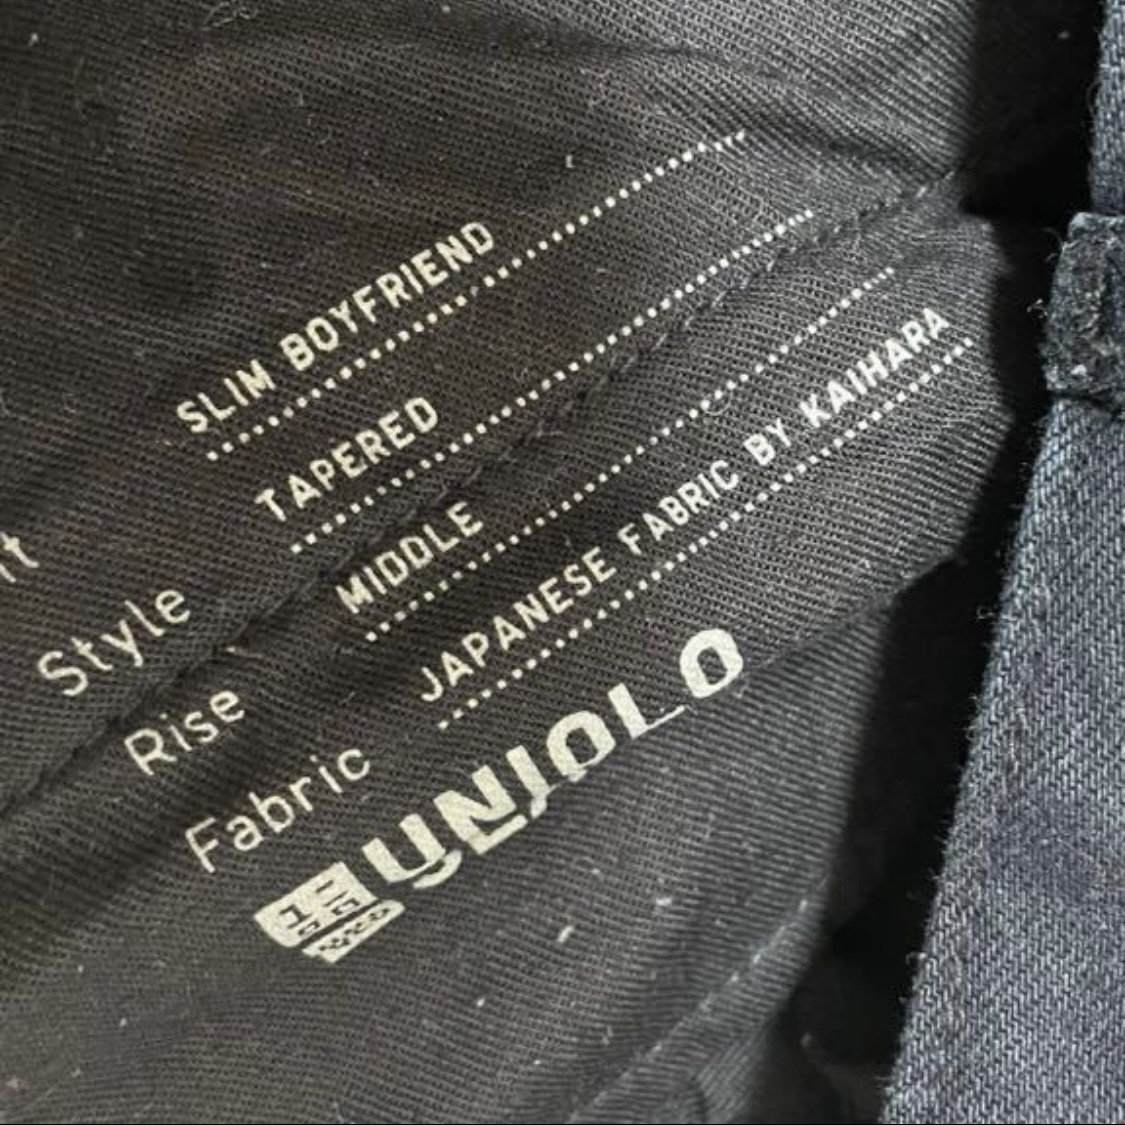 SLIM BOYFRIEND
Style TAPERED
Rise MIDDLE
Fabric JAPANESE FABRIC BY KAIHARA
UNIQLO